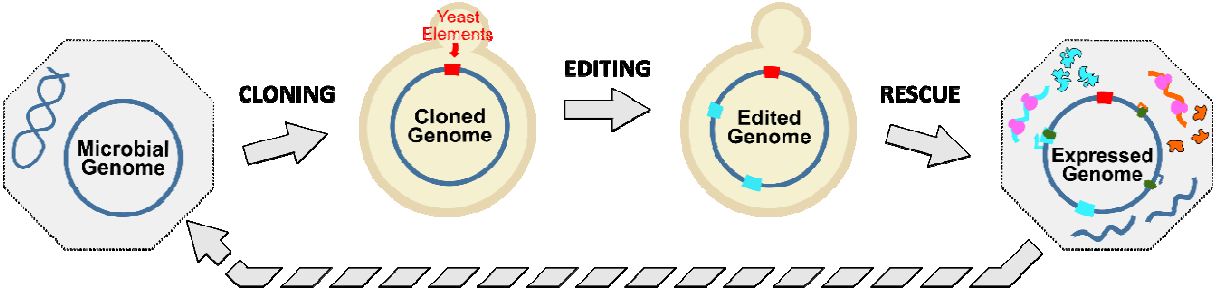 Yeast
Elements
CLONING
EDITING
RESCUE
Microbial
Genome
Cloned
Genome
Edited
Genome
Expressed
Genome